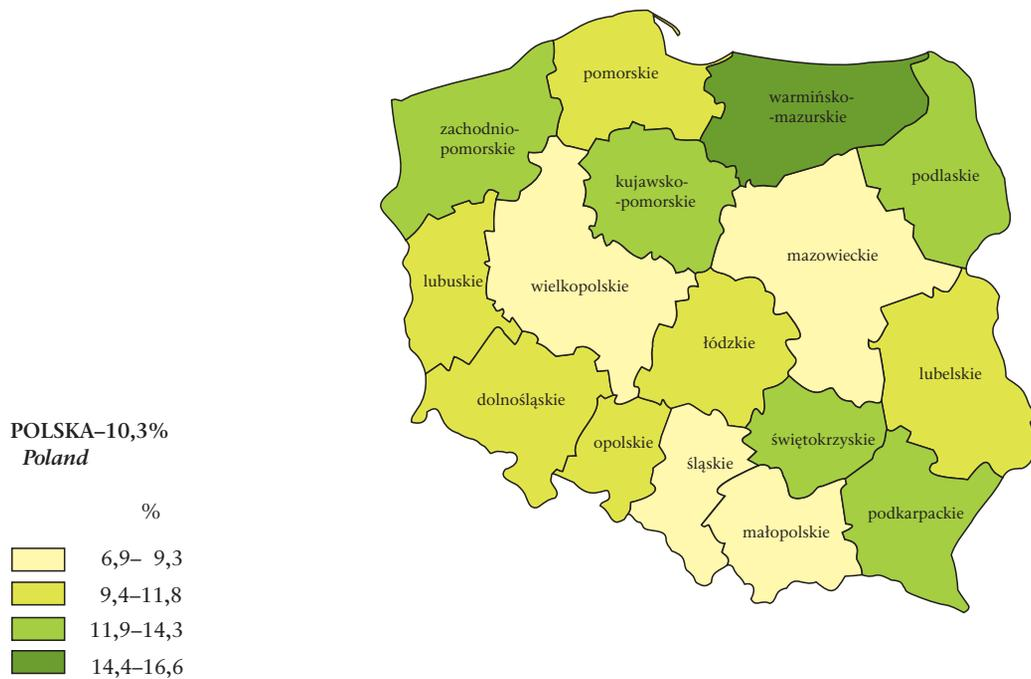 pomorskie
warmińsko-
-mazurskie
zachodnio-
pomorskie
podlaskie
kujawsko-
-pomorskie
mazowieckie
lubuskie
wielkopolskie
łódzkie
lubelskie
dolnośląskie
opolskie
śląskie
świętokrzyskie
podkarpackie
małopolskie
POLSKA–10,3%
Poland
%
6,9– 9,3
9,4–11,8
11,9–14,3
14,4–16,6